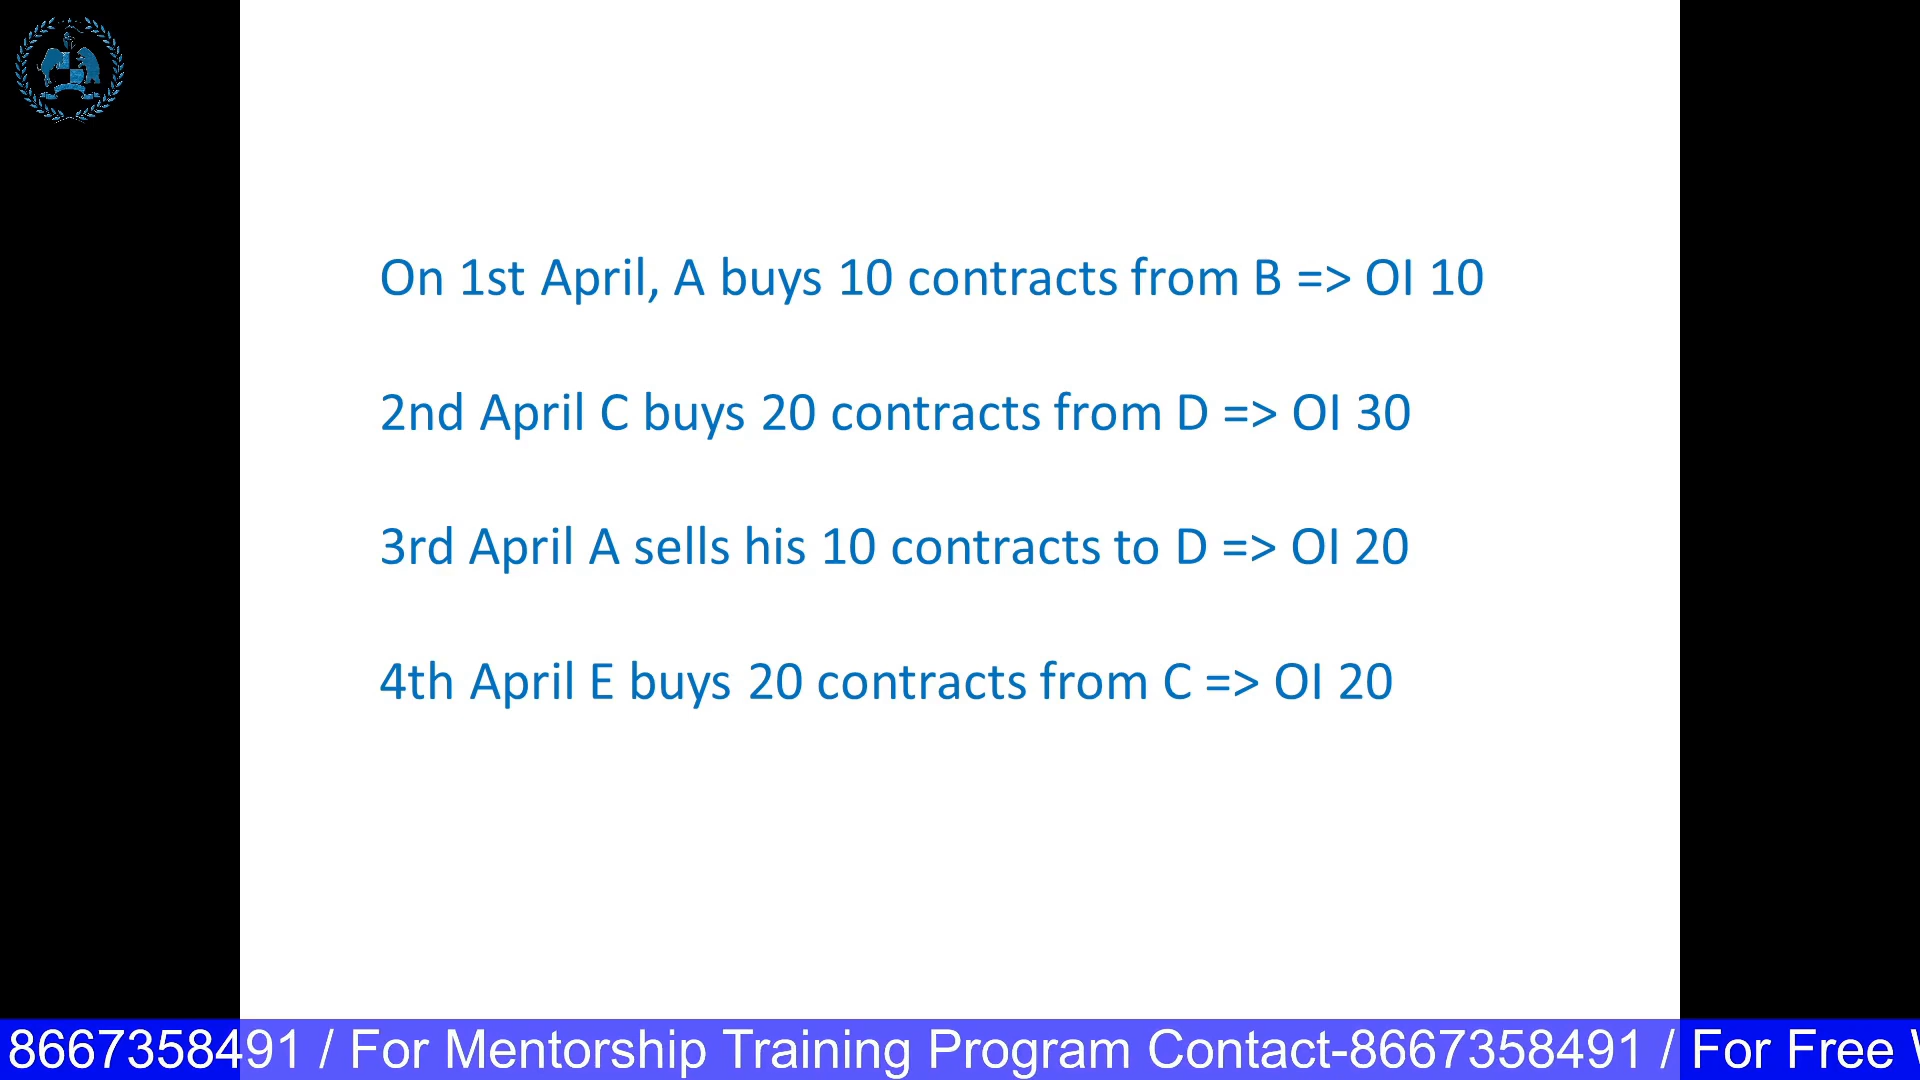 On 1st April, A buys 10 contracts from B => OI 10
2nd April C buys 20 contracts from D => OI 30
3rd April A sells his 10 contracts to D => OI 20
4th April E buys 20 contracts from C => OI 20
8667358491 / For Mentorship Training Program Contact-8667358491 / For Free